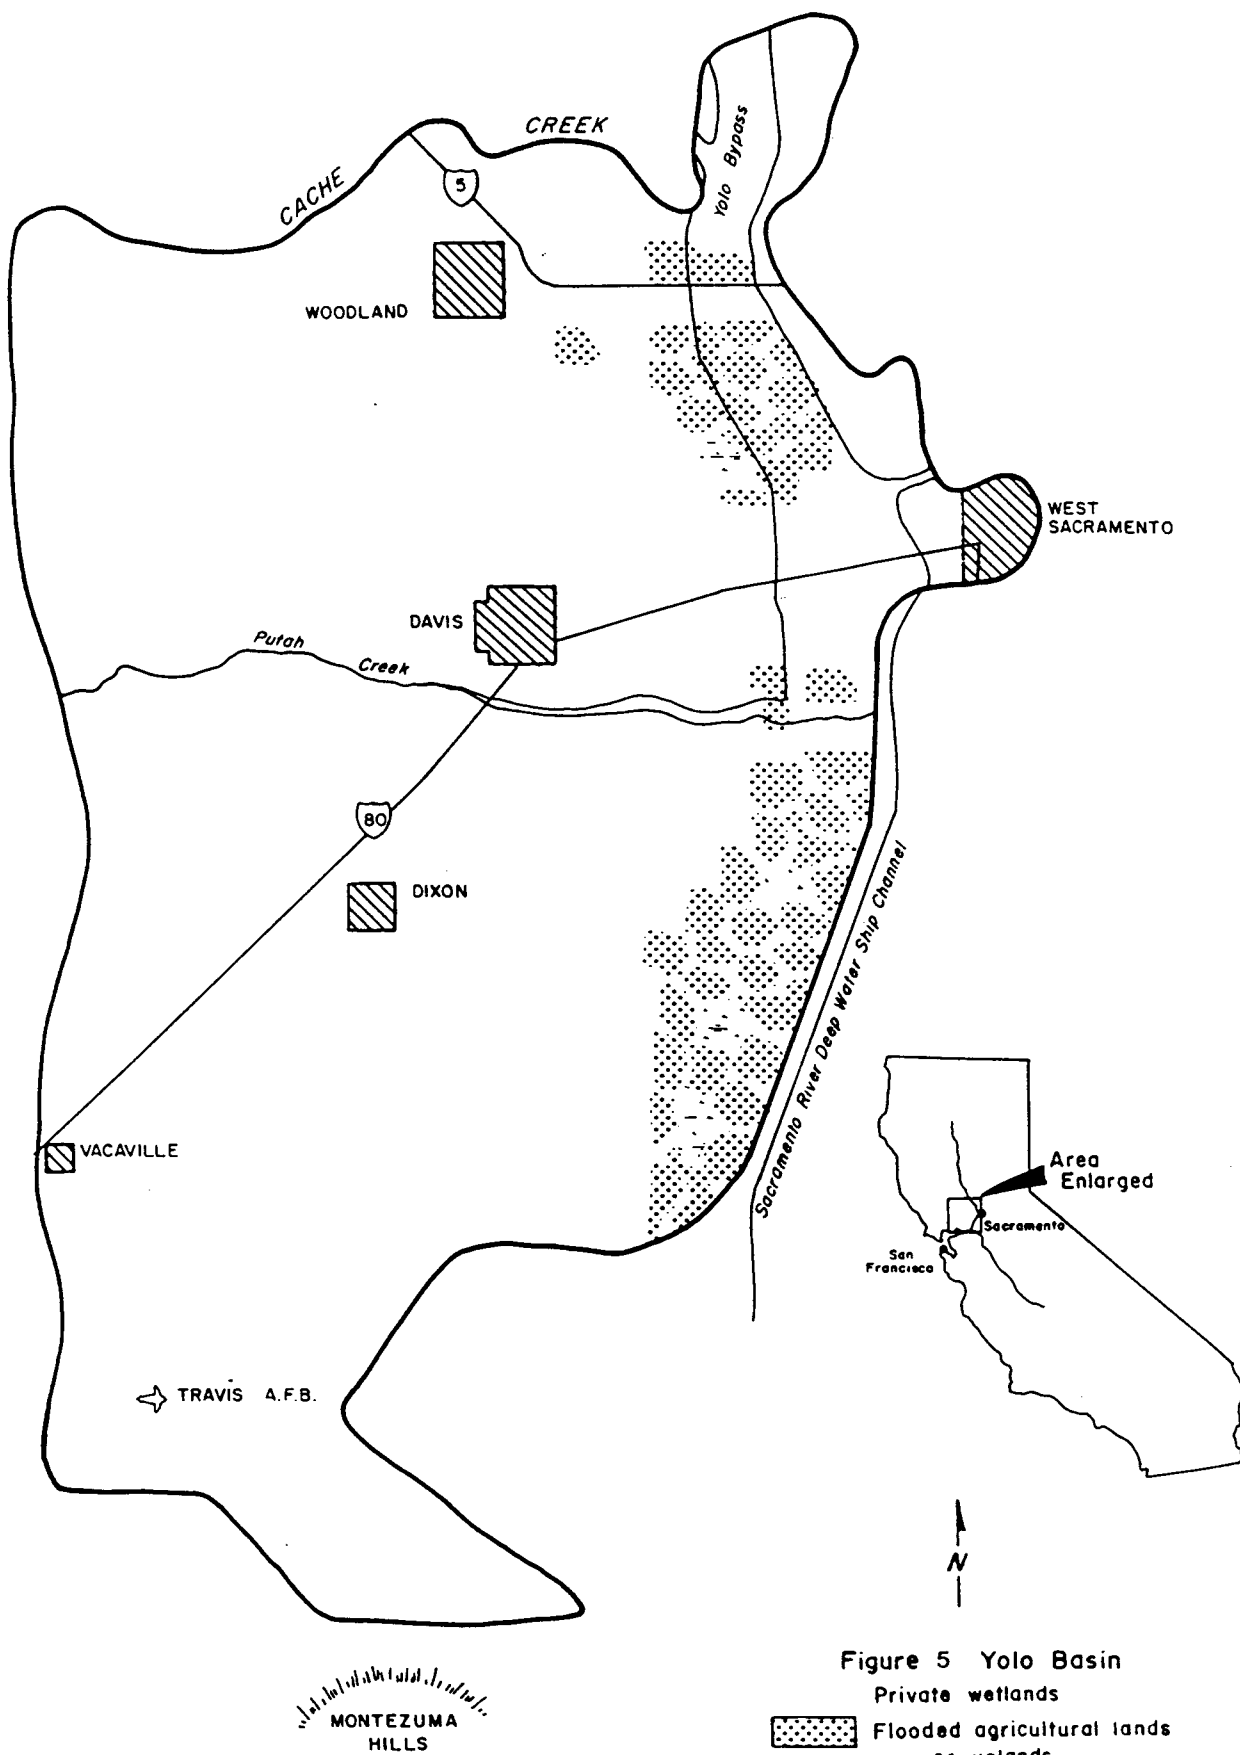 CACHE CREEK
5
Yolo Bypass
WOODLAND
WEST
SACRAMENTO
DAVIS
Putah Creek
80
DIXON
Sacramento River Deep Water Ship Channel
VACAVILLE
Area
Enlarged
Sacramento
San
Francisco
TRAVIS A.F.B.
N
Figure 5 Yolo Basin
Private wetlands
Flooded agricultural lands
MONTEZUMA
HILLS